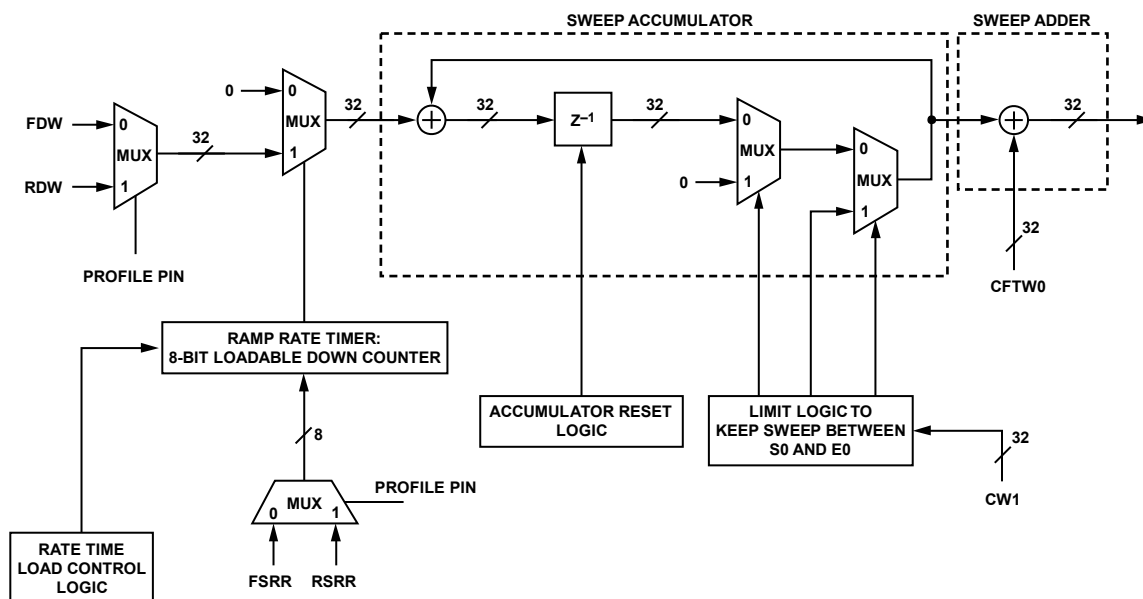 SWEEP ACCUMULATOR
SWEEP ADDER
FDW
RDW
0
MUX
1
32
PROFILE PIN
0
0
MUX
1
32
32
Z–1
32
0
MUX
0
1
0
MUX
1
32
32
CFTW0
RAMP RATE TIMER:
8-BIT LOADABLE DOWN COUNTER
8
PROFILE PIN
MUX
0 1
FSRR
RSRR
RATE TIME
LOAD CONTROL
LOGIC
ACCUMULATOR RESET
LOGIC
LIMIT LOGIC TO
KEEP SWEEP BETWEEN
S0 AND E0
32
CW1